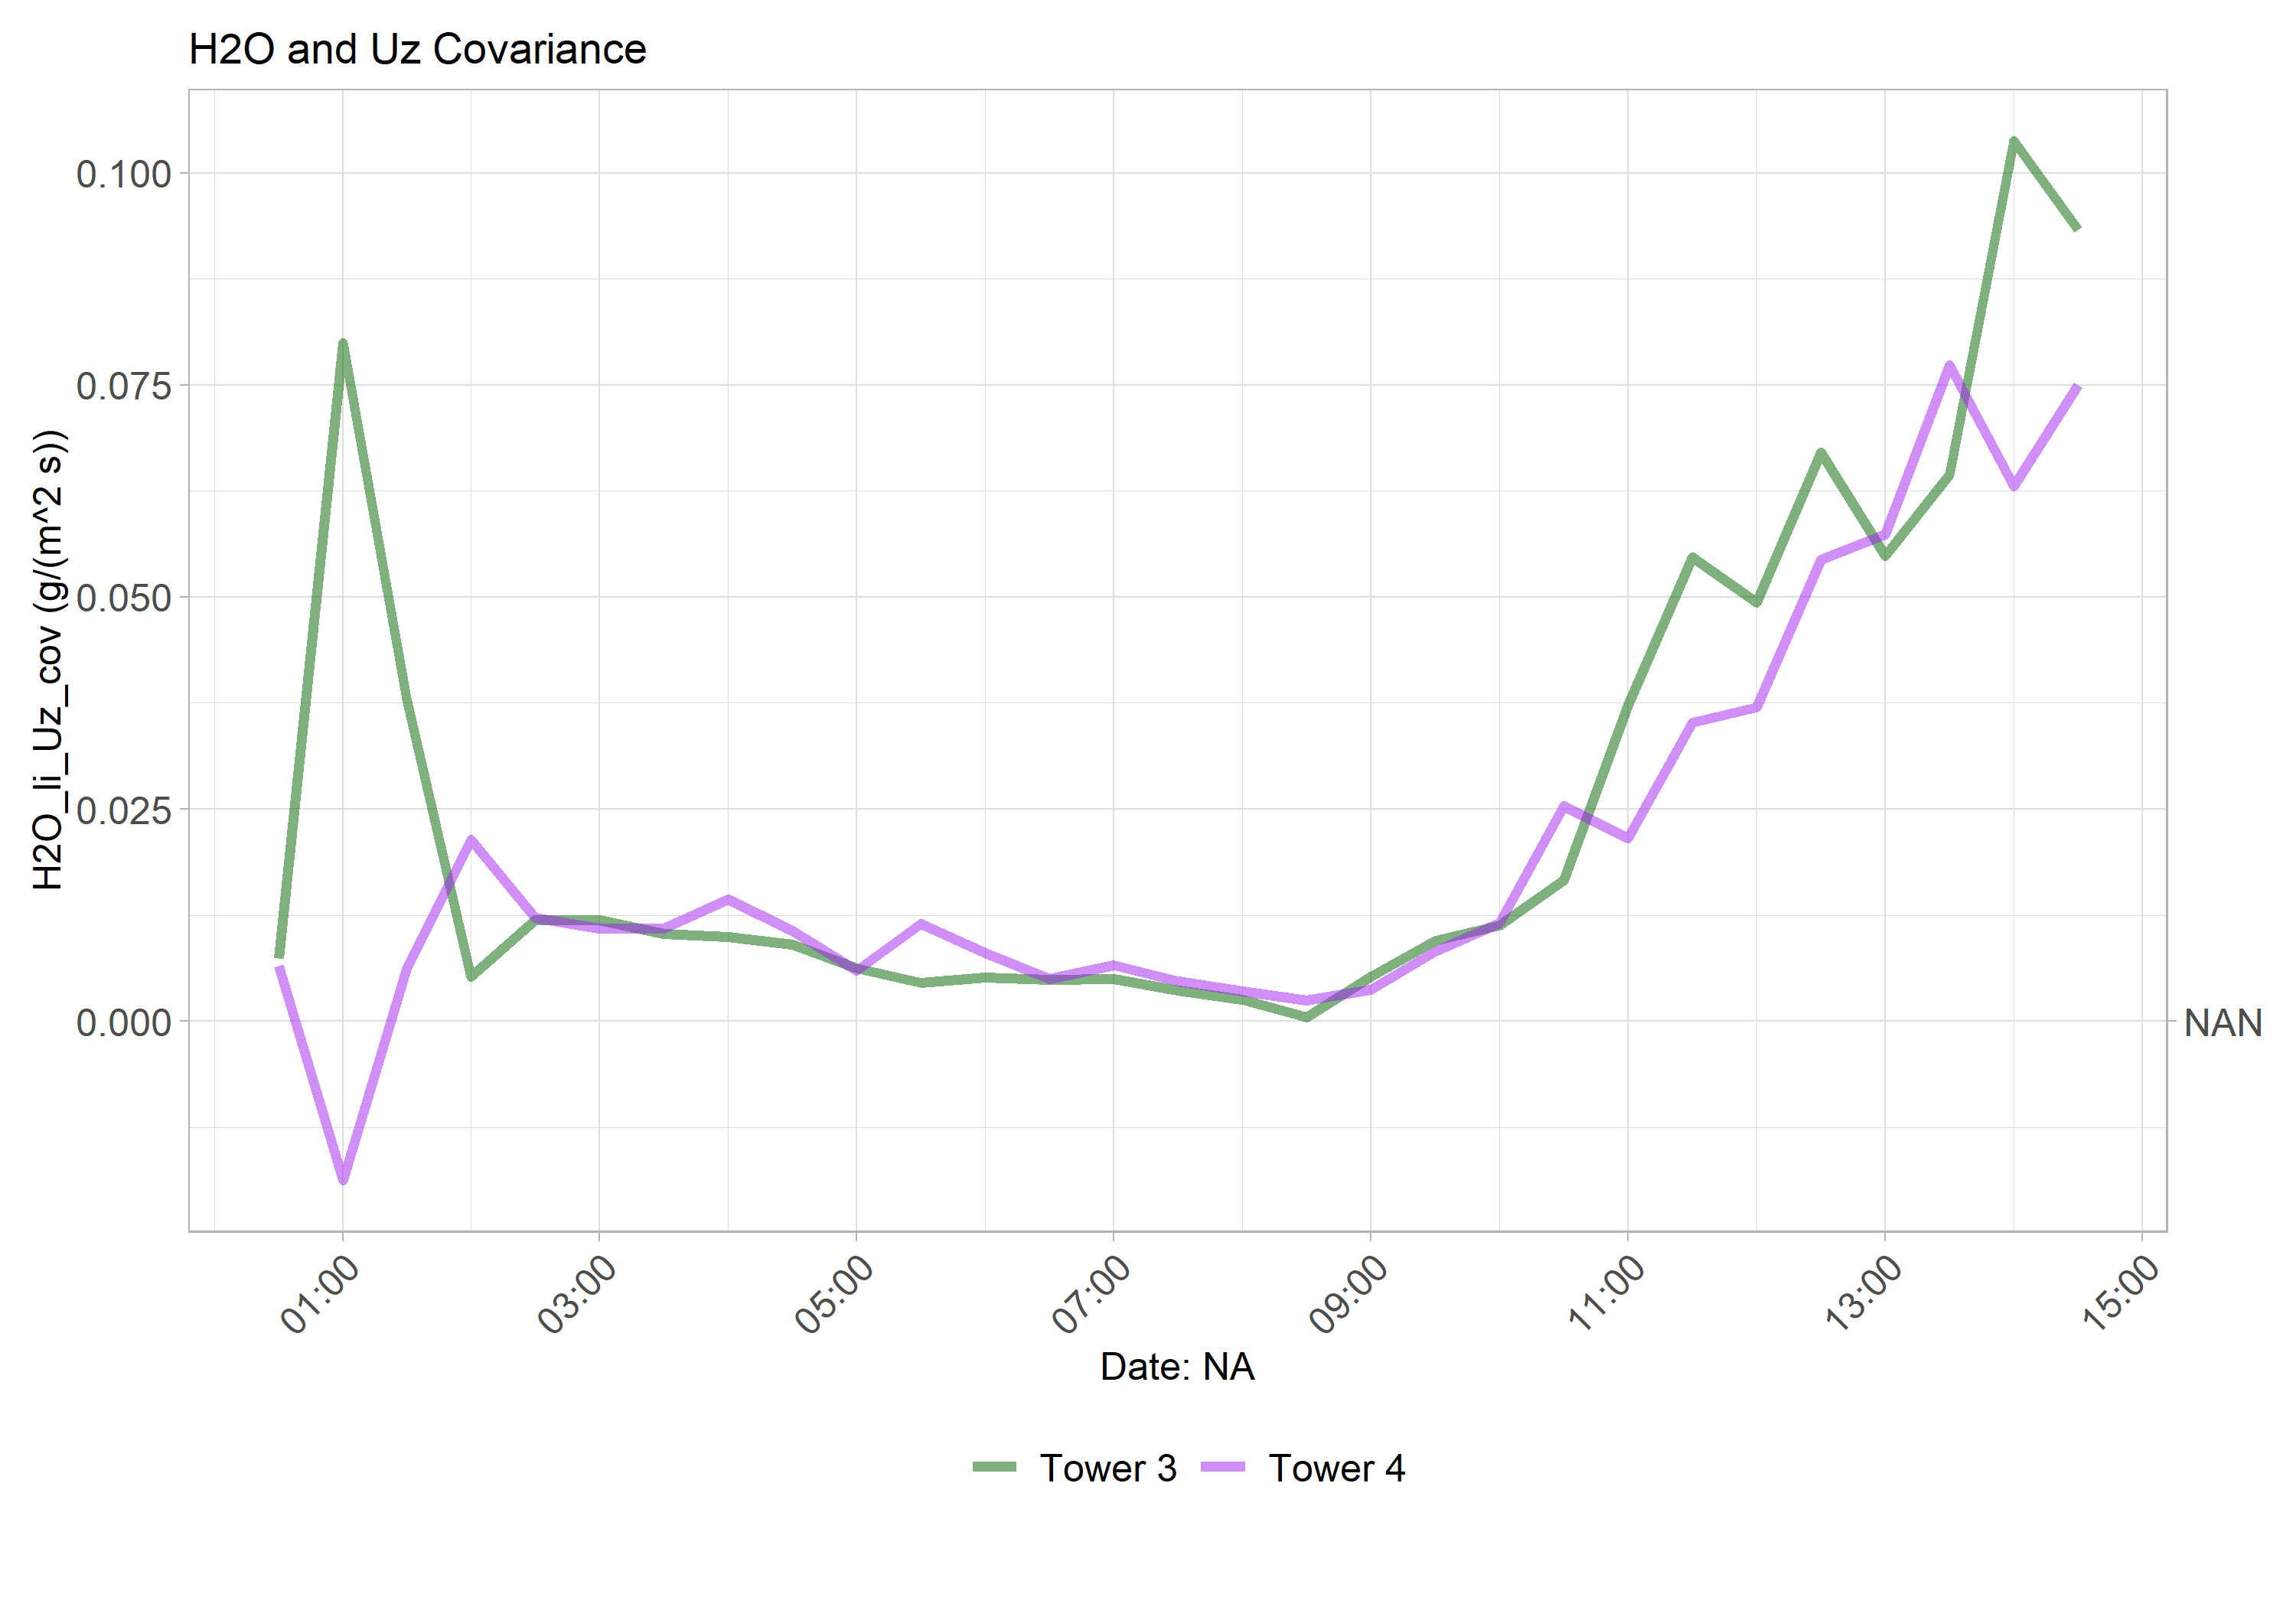 H2O and Uz Covariance
H2O_li_Uz_cov (g/(m^2 s))
0.100
0.075
0.050
0.025
0.000
NAN
01:00 03:00 05:00 07:00 09:00 11:00 13:00 15:00
Date: NA
Tower 3 Tower 4